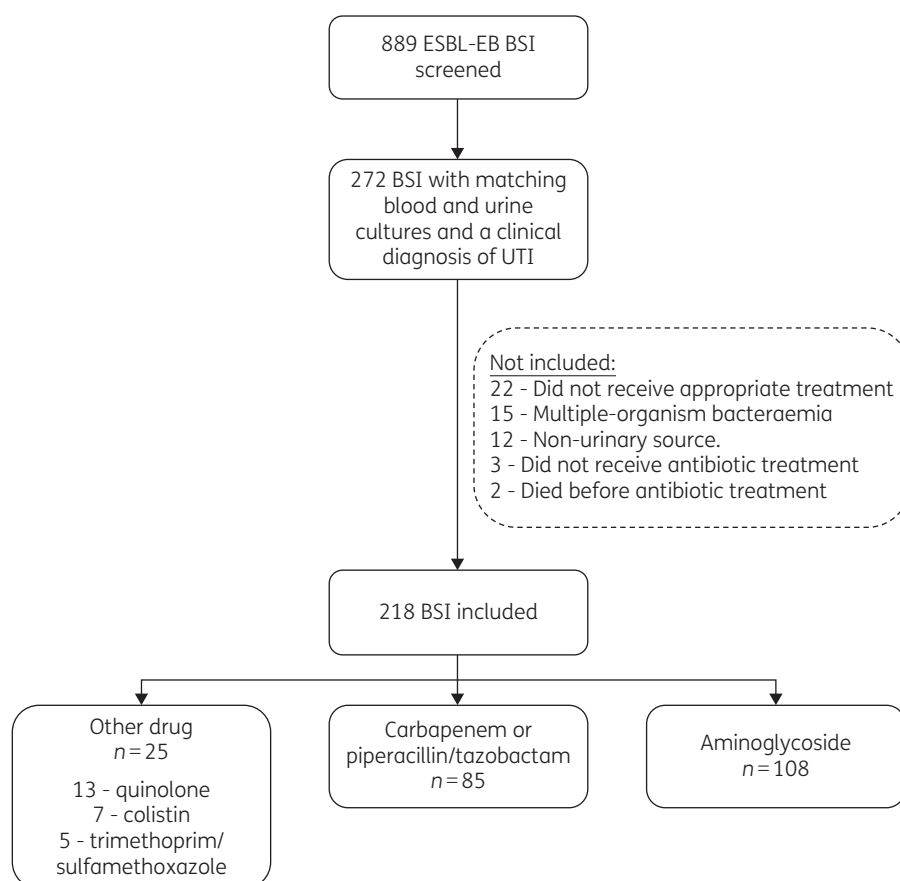 889 ESBL-EB BSI
screened
272 BSI with matching
blood and urine
cultures and a clinical
diagnosis of UTI
Not included:
22 - Did not receive appropriate treatment
15 - Multiple-organism bacteraemia
12 - Non-urinary source.
3 - Did not receive antibiotic treatment
2 - Died before antibiotic treatment
218 BSI included
Other drug
n=25
13 - quinolone
7 - colistin
5 - trimethoprim/
sulfamethoxazole
Carbapenem or
piperacillin/tazobactam
n=85
Aminoglycoside
n=108